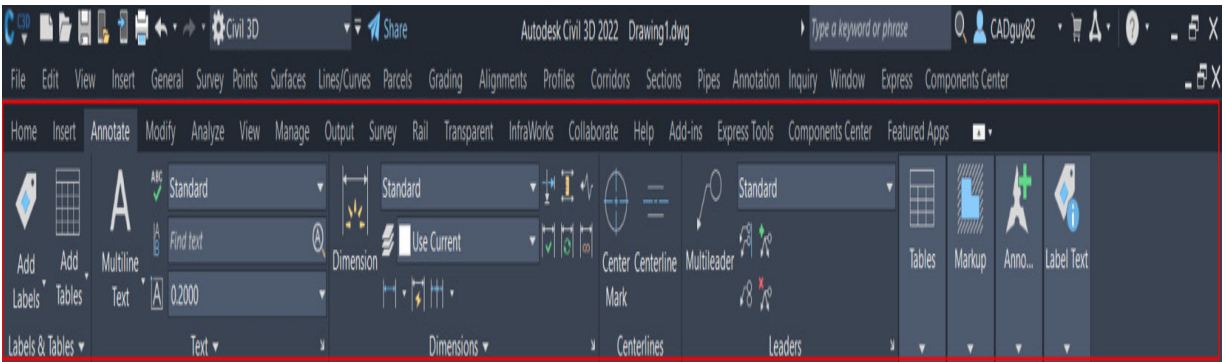 C3D Civil 3D Share Autodesk Civil 3D 2022 Drawing1.dwg Type a keyword or phrase CADguy82
File Edit View Insert General Survey Points Surfaces Lines/Curves Parcels Grading Alignments Profiles Corridors Sections Pipes Annotation Inquiry Window Express Components Center
Home Insert Annotate Modify Analyze View Manage Output Survey Rail Transparent InfraWorks Collaborate Help Add-ins Express Tools Components Center Featured Apps
Add Labels
Add Tables
Labels & Tables
A
Multiline Text
ABC Standard
Find text
A 0.2000
Text
Dimension
Standard
Use Current
Dimensions
Center Mark
Centerline
Centerlines
Multileader
Standard
Leaders
Tables
Markup
Anno...
Label Text